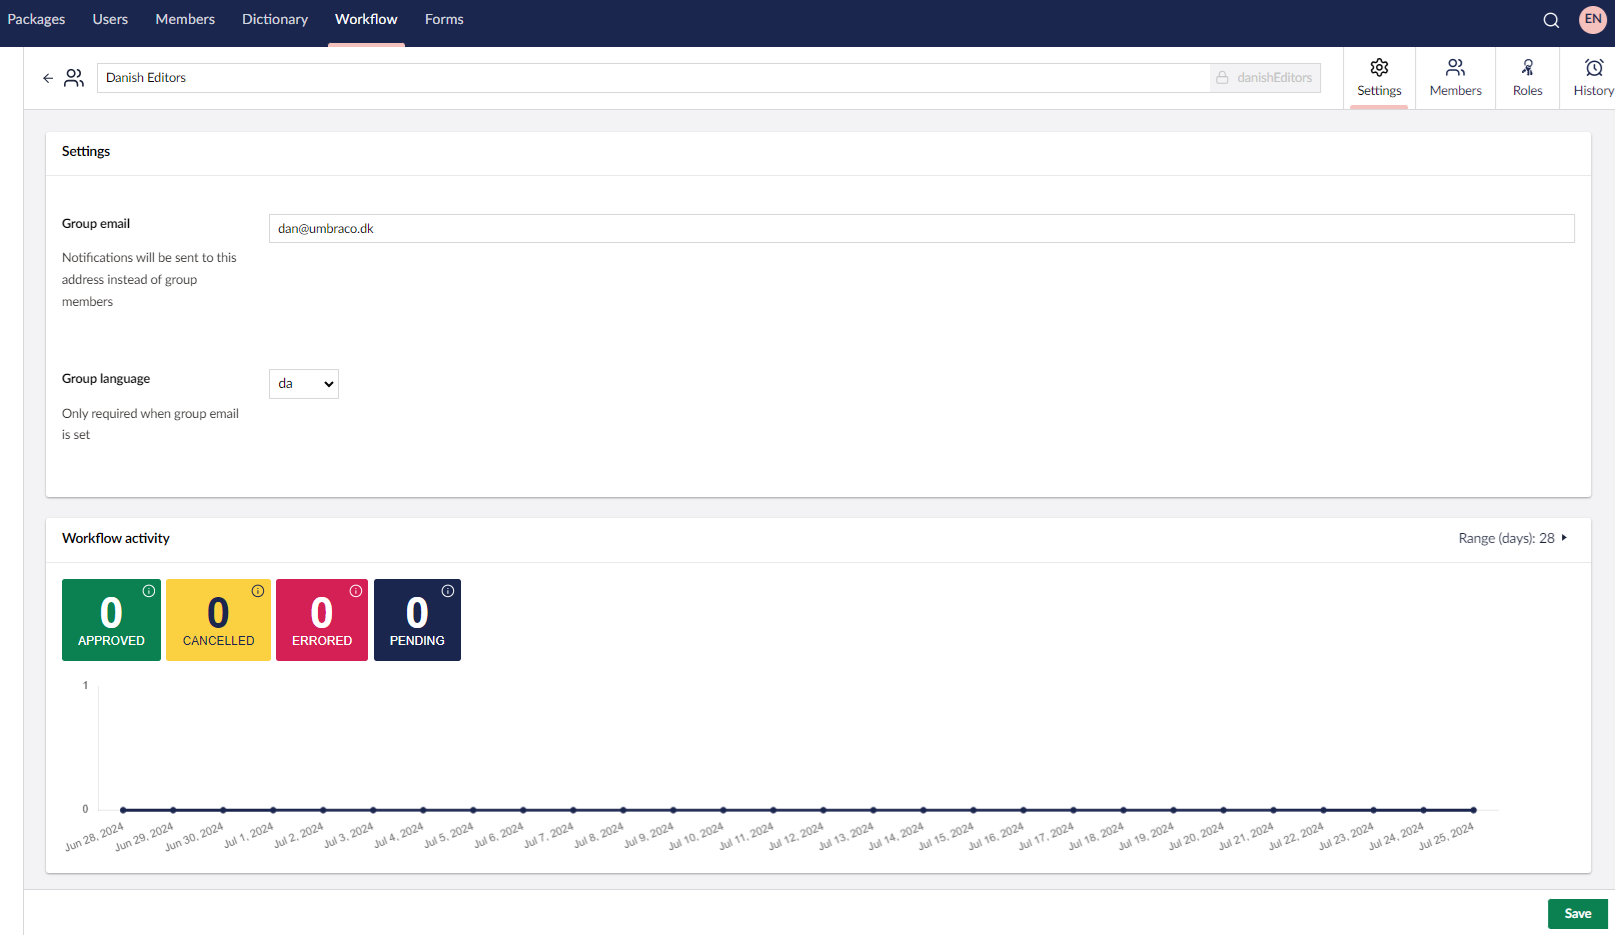 Packages Users Members Dictionary Workflow Forms EN
Danish Editors danishEditors Settings Members Roles History
Settings
Group email dan@umbraco.dk
Notifications will be sent to this
address instead of group
members
Group language da
Only required when group email
is set
Workflow activity Range (days): 28
0 0 0 0
APPROVED CANCELLED ERRORED PENDING
1
0
Jun 28, 2024 Jun 29, 2024 Jun 30, 2024 Jul 1, 2024 Jul 2, 2024 Jul 3, 2024 Jul 4, 2024 Jul 5, 2024 Jul 6, 2024 Jul 7, 2024 Jul 8, 2024 Jul 9, 2024 Jul 10, 2024 Jul 11, 2024 Jul 12, 2024 Jul 13, 2024 Jul 14, 2024 Jul 15, 2024 Jul 16, 2024 Jul 17, 2024 Jul 18, 2024 Jul 19, 2024 Jul 20, 2024 Jul 21, 2024 Jul 22, 2024 Jul 23, 2024 Jul 24, 2024 Jul 25, 2024
Save